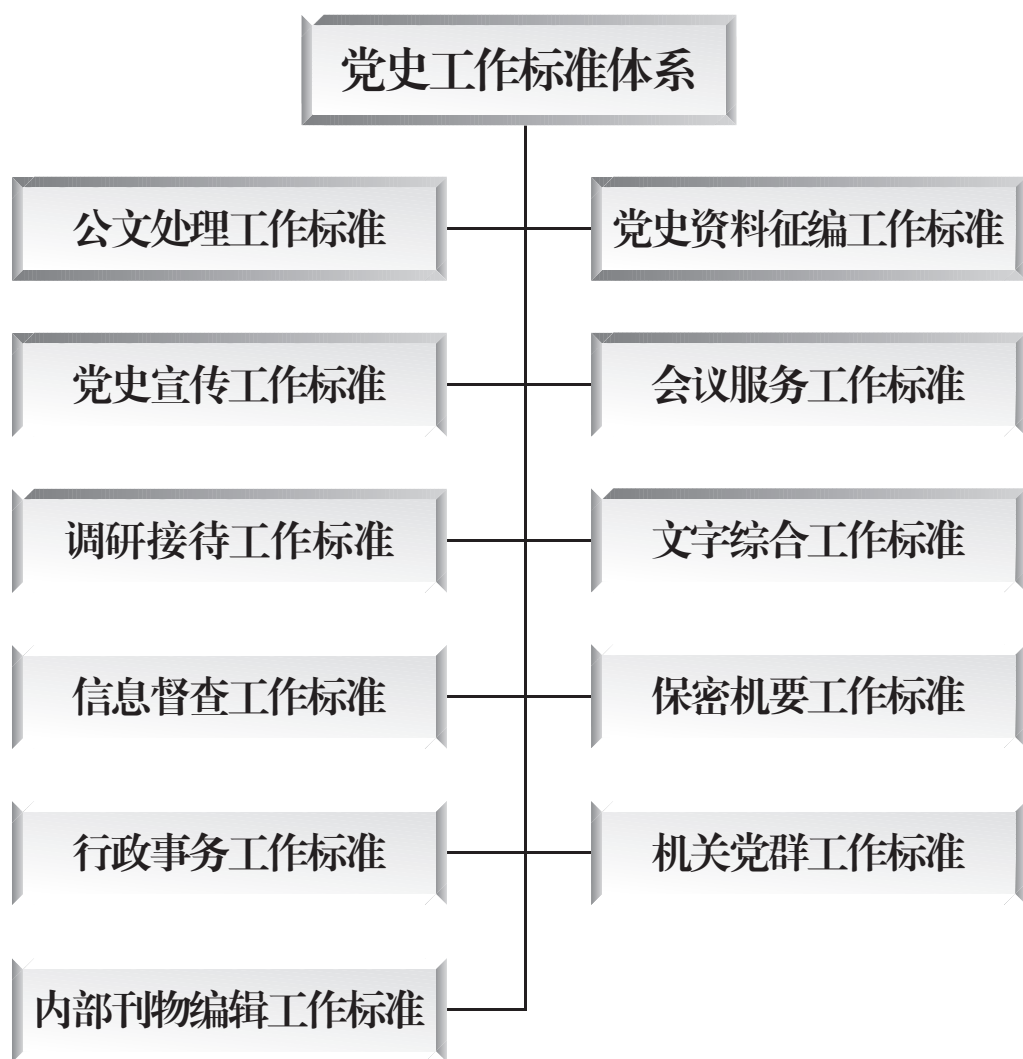 党史工作标准体系
公文处理工作标准
党史资料征编工作标准
党史宣传工作标准
会议服务工作标准
调研接待工作标准
文字综合工作标准
信息督查工作标准
保密机要工作标准
行政事务工作标准
机关党群工作标准
内部刊物编辑工作标准